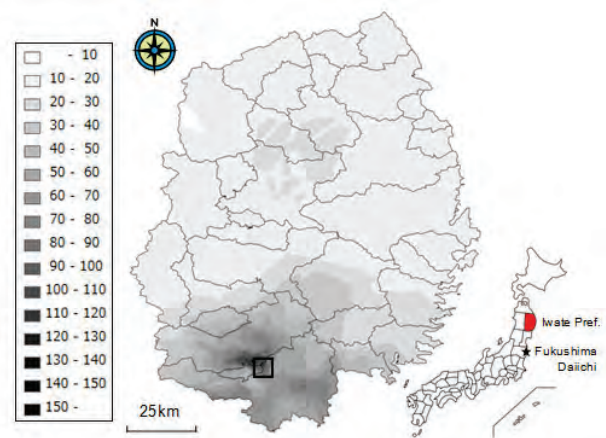 N
- 10
10 - 20
20 - 30
30 - 40
40 - 50
50 - 60
60 - 70
70 - 80
80 - 90
90 - 100
100 - 110
110 - 120
120 - 130
130 - 140
140 - 150
150 -
25km
Iwate Pref.
Fukushima
Daiichi